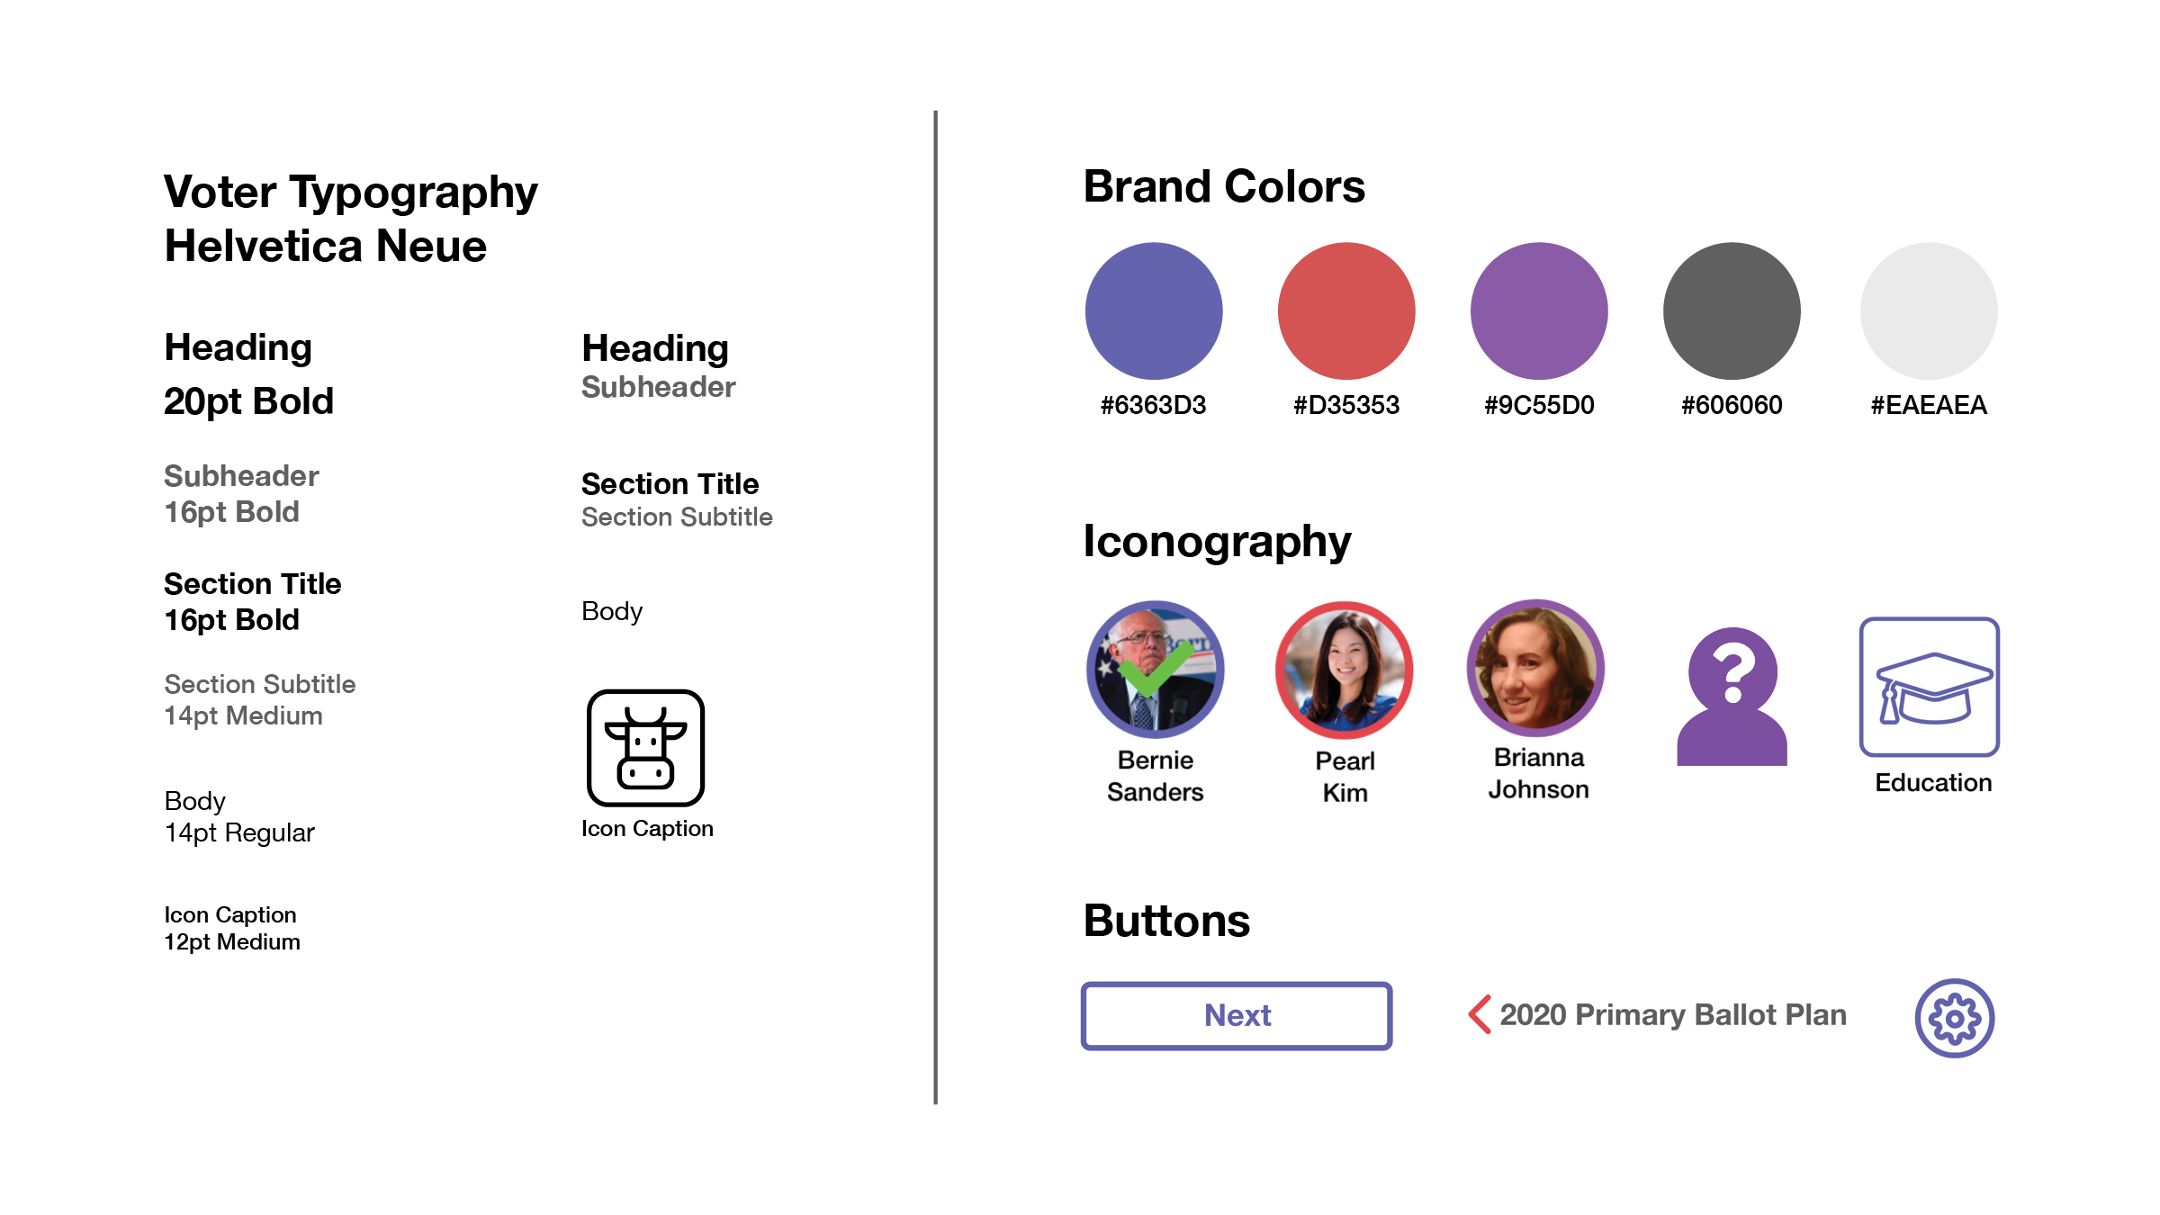 Voter Typography
Helvetica Neue
Heading
20pt Bold
Subheader
16pt Bold
Section Title
16pt Bold
Section Subtitle
14pt Medium
Body
14pt Regular
Icon Caption
12pt Medium
Heading
Subheader
Section Title
Section Subtitle
Body
Icon Caption
Brand Colors
#6363D3
#D35353
#9C55D0
#606060
#EAEAEA
Iconography
Bernie
Sanders
Pearl
Kim
Brianna
Johnson
?
Education
Buttons
Next
2020 Primary Ballot Plan